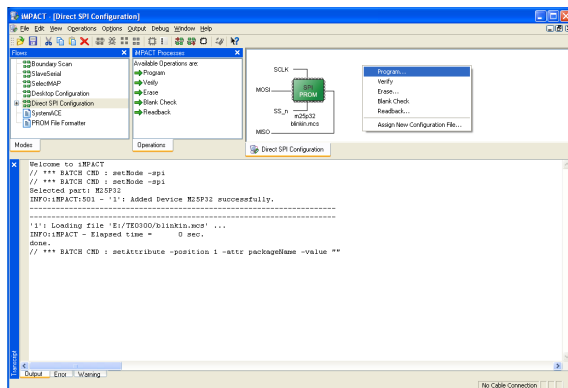 iMPACT - [Direct SPI Configuration]
File Edit View Operations Options Output Debug Window Help
Flows
Boundary Scan
SlaveSerial
SelectMAP
Desktop Configuration
Direct SPI Configuration
SystemACE
PROM File Formatter
Modes
iMPACT Processes
Available Operations are:
Program
Verify
Erase
Blank Check
Readback
Operations
SCLK
MOSI
SPI
PROM
SS_n
m25p32
blinkin.mcs
MISO
Direct SPI Configuration
Program...
Verify
Erase...
Blank Check
Readback...
Assign New Configuration File...
Welcome to iMPACT
// *** BATCH CMD : setMode -spi
// *** BATCH CMD : setMode -spi
Selected part: M25P32
INFO:iMPACT:501 - '1': Added Device M25P32 successfully.
----------------------------------------------------------------------
----------------------------------------------------------------------
'1': Loading file 'E:/TE0300/blinkin.mcs' ...
INFO:iMPACT - Elapsed time = 0 sec.
done.
// *** BATCH CMD : setAttribute -position 1 -attr packageName -value ""
Transcript
Output Error Warning
No Cable Connection